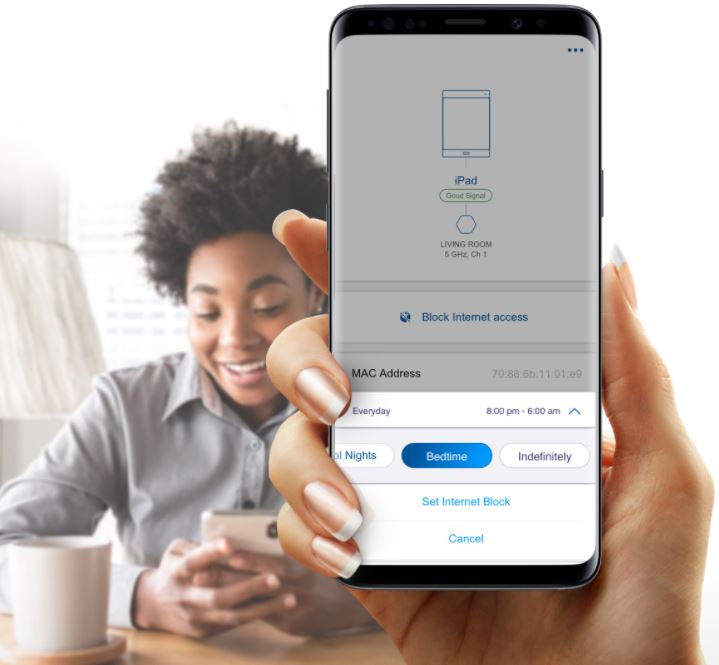 iPad
Good Signal
LIVING ROOM
5 GHz, Ch 1
Block Internet access
MAC Address 70:88:6b:11:01:e9
Everyday 8:00 pm - 6:00 am
ol Nights Bedtime Indefinitely
Set Internet Block
Cancel